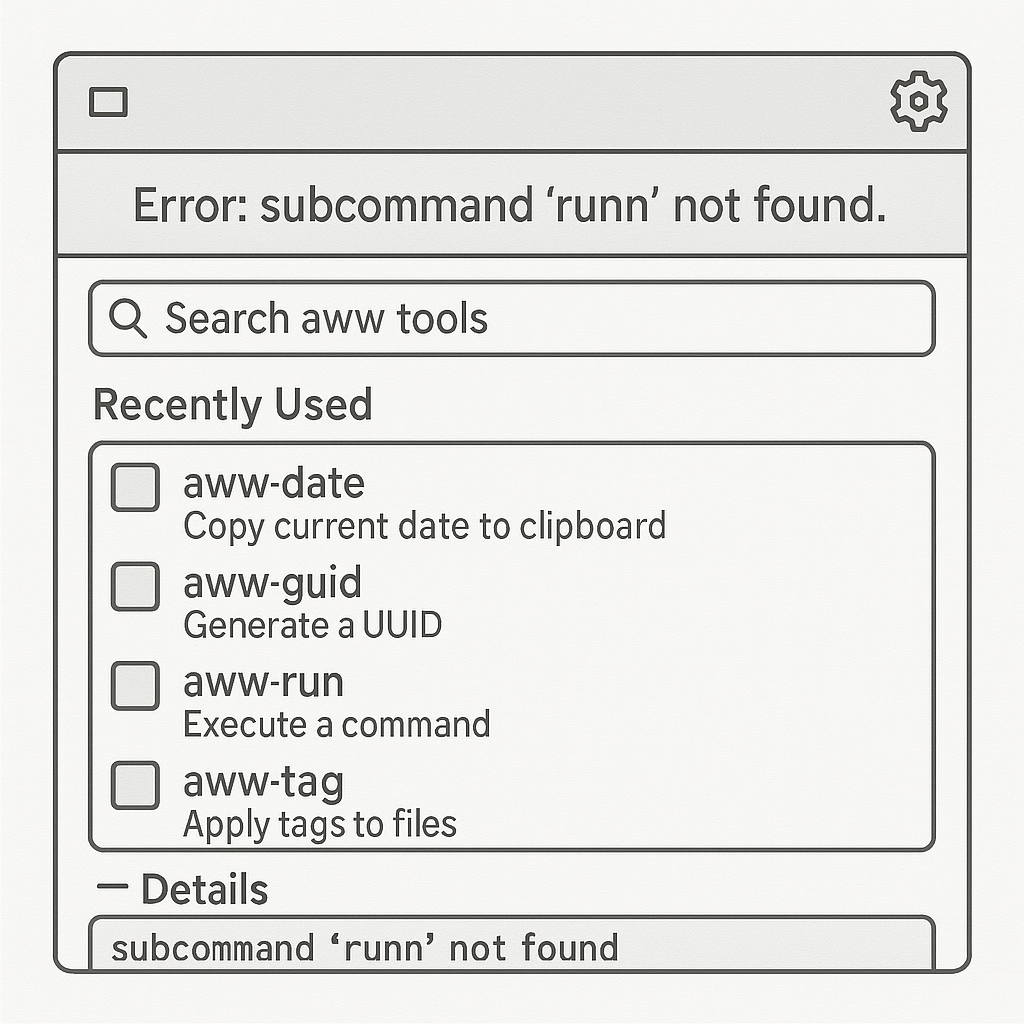 Error: subcommand ‘runn’ not found.
Search aww tools
Recently Used
aww-date
Copy current date to clipboard
aww-guid
Generate a UUID
aww-run
Execute a command
aww-tag
Apply tags to files
— Details
subcommand ‘runn’ not found